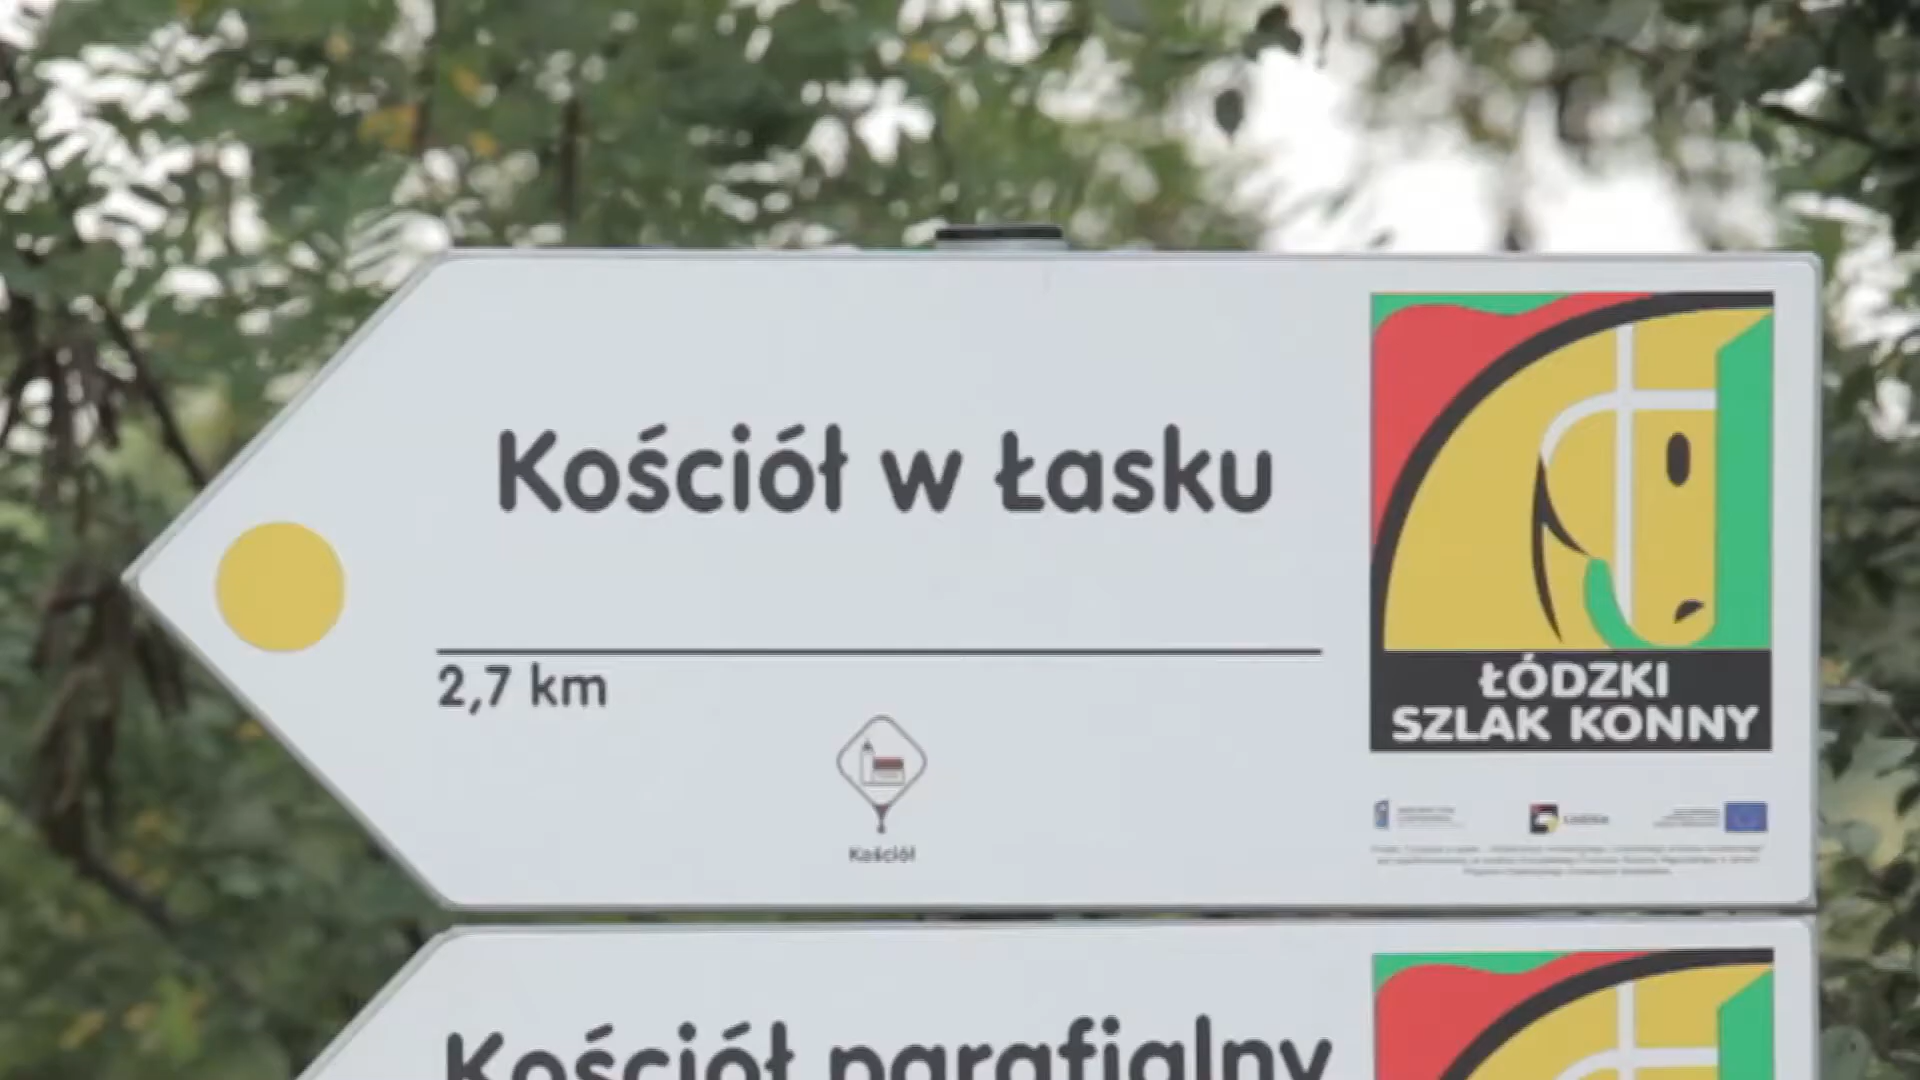 Kościół w Łasku
2,7 km
Kościół
ŁÓDZKI
SZLAK KONNY
Kościół parafialny